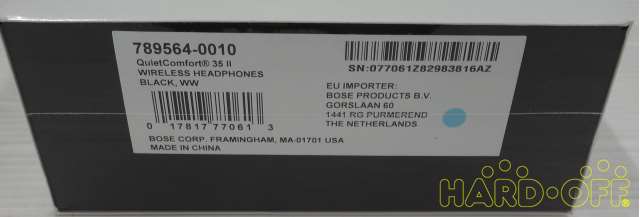 789564-0010
QuietComfort® 35 II
WIRELESS HEADPHONES
BLACK, WW
0 17817 77061 3
BOSE CORP. FRAMINGHAM, MA-01701 USA
MADE IN CHINA
SN:077061Z82983816AZ
EU IMPORTER:
BOSE PRODUCTS B.V.
GORSLAAN 60
1441 RG PURMEREND
THE NETHERLANDS
HARD-OFF